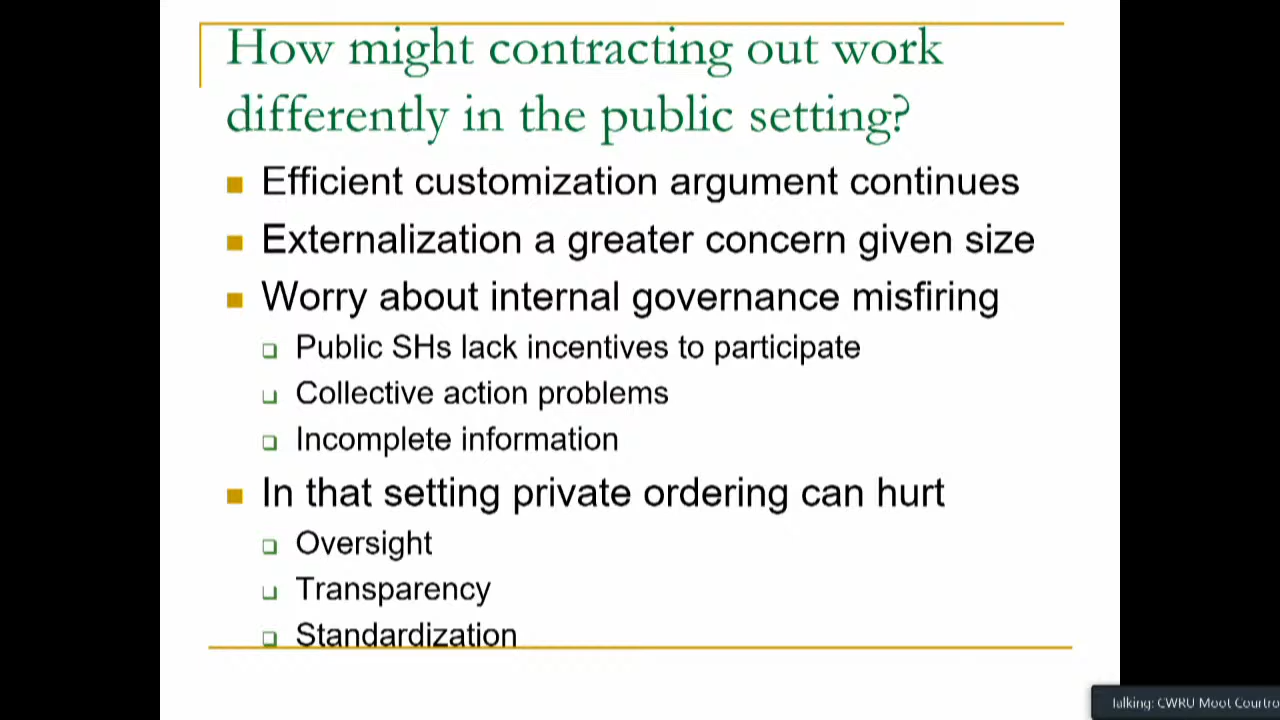 How might contracting out work
differently in the public setting?
Efficient customization argument continues
Externalization a greater concern given size
Worry about internal governance misfiring
Public SHs lack incentives to participate
Collective action problems
Incomplete information
In that setting private ordering can hurt
Oversight
Transparency
Standardization
Talking: CWRU Moot Courtro